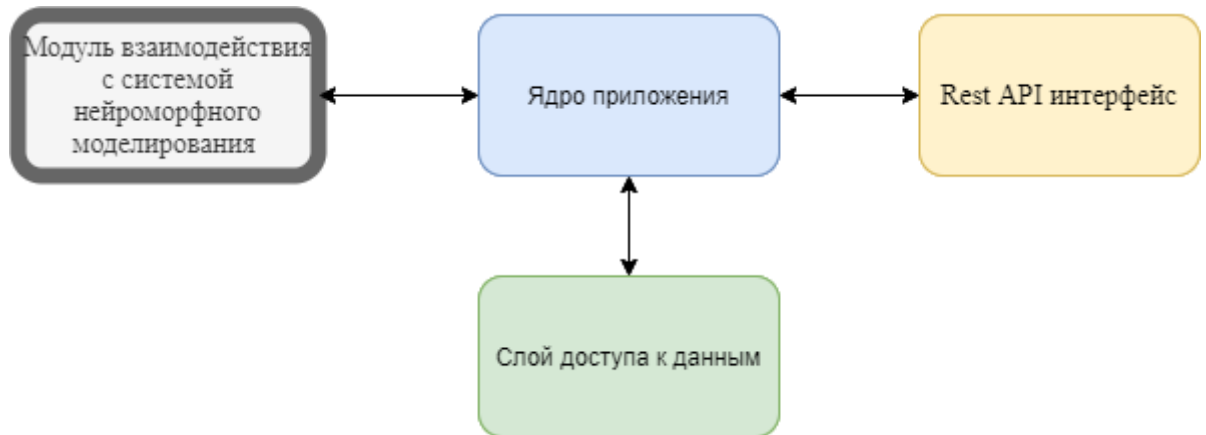 Модуль взаимодействия
с системой
нейроморфного
моделирования
Ядро приложения
Rest API интерфейс
Слой доступа к данным